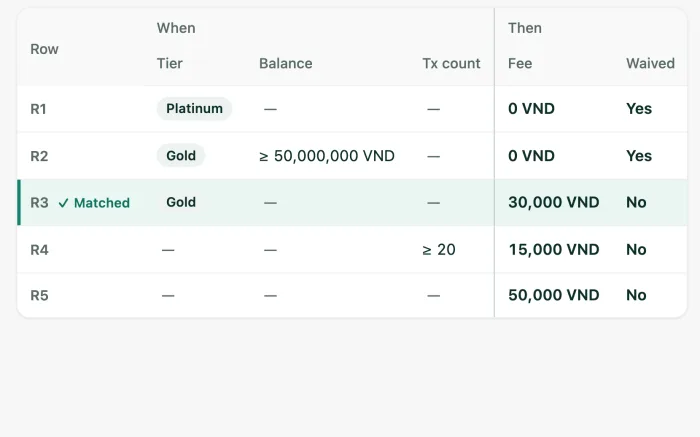 Row When Then
Tier Balance Tx count Fee Waived
R1 Platinum — — 0 VND Yes
R2 Gold ≥ 50,000,000 VND — 0 VND Yes
R3 ✓ Matched Gold — — 30,000 VND No
R4 — — ≥ 20 15,000 VND No
R5 — — — 50,000 VND No